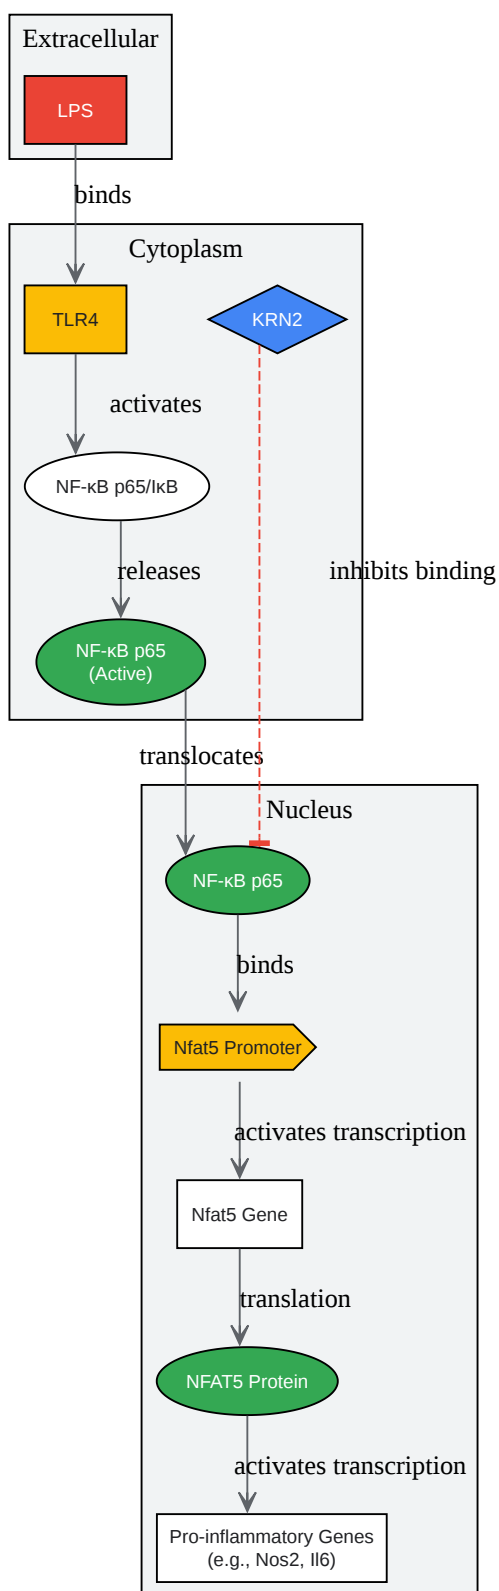 Extracellular
LPS
binds
Cytoplasm
TLR4
KRN2
activates
NF-κB p65/IκB
releases
inhibits binding
NF-κB p65
(Active)
translocates
Nucleus
NF-κB p65
binds
Nfat5 Promoter
activates transcription
Nfat5 Gene
translation
NFAT5 Protein
activates transcription
Pro-inflammatory Genes
(e.g., Nos2, Il6)